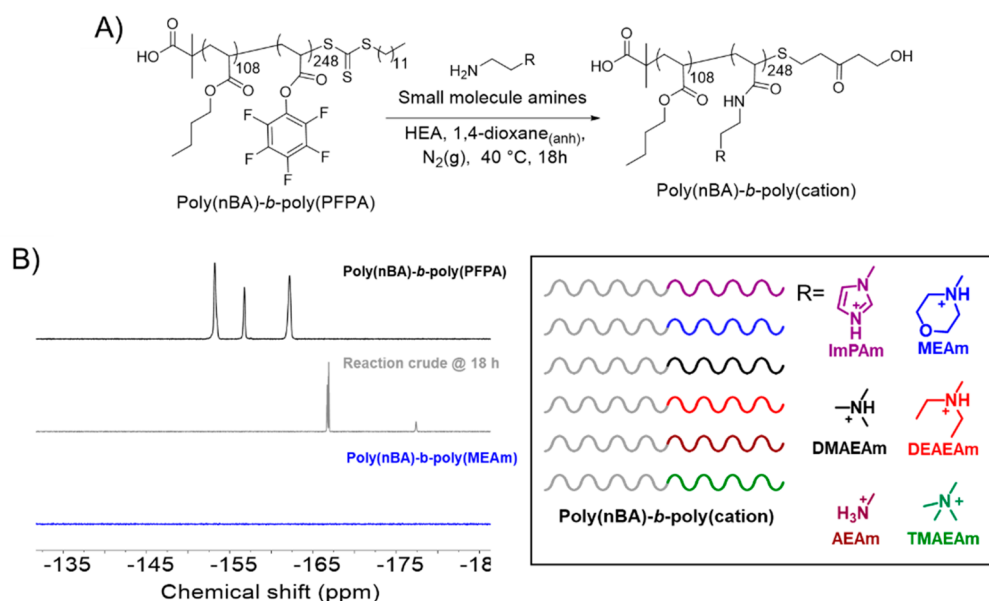 A)
O
HO
108
248
S
S
S
11
O
O
O
O
F
F
F
F
F
Poly(nBA)-b-poly(PFPA)
H2N
R
Small molecule amines
HEA, 1,4-dioxane(anh),
N2(g), 40 °C, 18h
O
HO
108
248
S
O
OH
O
O
HN
O
R
Poly(nBA)-b-poly(cation)
B)
Poly(nBA)-b-poly(PFPA)
Reaction crude @ 18 h
Poly(nBA)-b-poly(MEAm)
-135
-145
-155
-165
-175
-18
Chemical shift (ppm)
Poly(nBA)-b-poly(cation)
R=
N
+
N
H
ImPAm
NH
+
O
MEAm
NH
+
DMAEAm
NH
+
DEAEAm
H3N
+
AEAm
N
+
TMAEAm